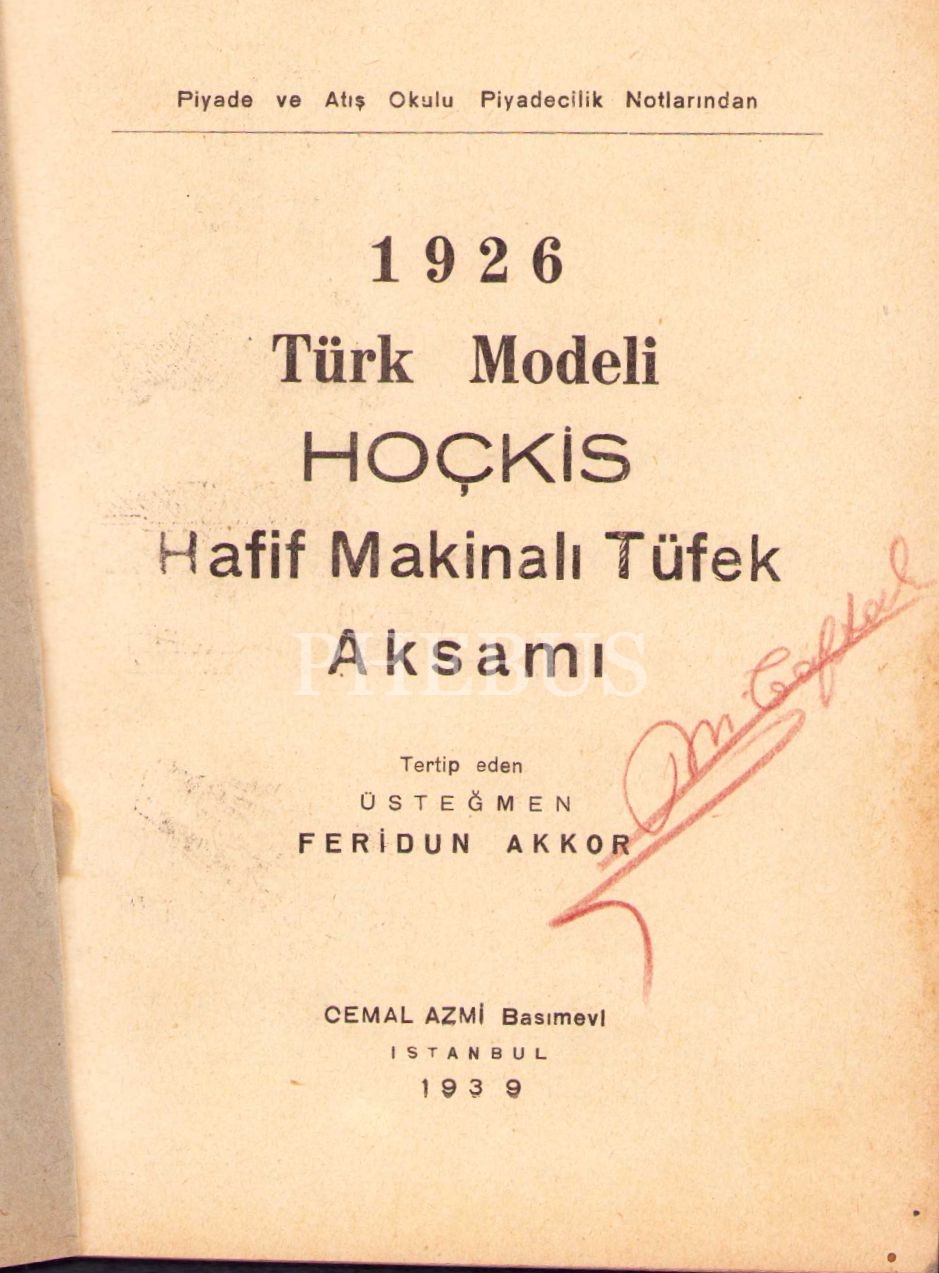 Piyade ve Atış Okulu Piyadecilik Notlarından
1926
Türk Modeli
HOÇKİS
Hafif Makinalı Tüfek
Aksamı
PHEBUS
Tertip eden
ÜSTEĞMEN
FERİDUN AKKOR
CEMAL AZMİ Basımevi
ISTANBUL
1939